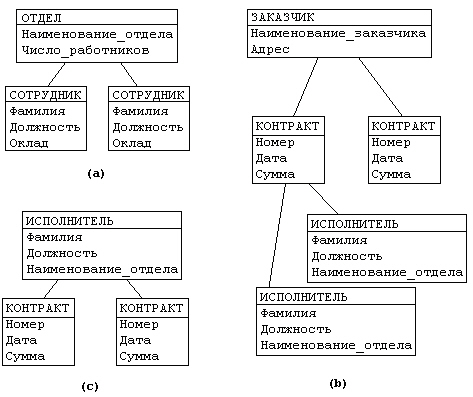 ОТДЕЛ
Наименование_отдела
Число_работников
СОТРУДНИК
Фамилия
Должность
Оклад
СОТРУДНИК
Фамилия
Должность
Оклад
(a)
ЗАКАЗЧИК
Наименование_заказчика
Адрес
КОНТРАКТ
Номер
Дата
Сумма
КОНТРАКТ
Номер
Дата
Сумма
ИСПОЛНИТЕЛЬ
Фамилия
Должность
Наименование_отдела
ИСПОЛНИТЕЛЬ
Фамилия
Должность
Наименование_отдела
(b)
ИСПОЛНИТЕЛЬ
Фамилия
Должность
Наименование_отдела
КОНТРАКТ
Номер
Дата
Сумма
КОНТРАКТ
Номер
Дата
Сумма
(c)